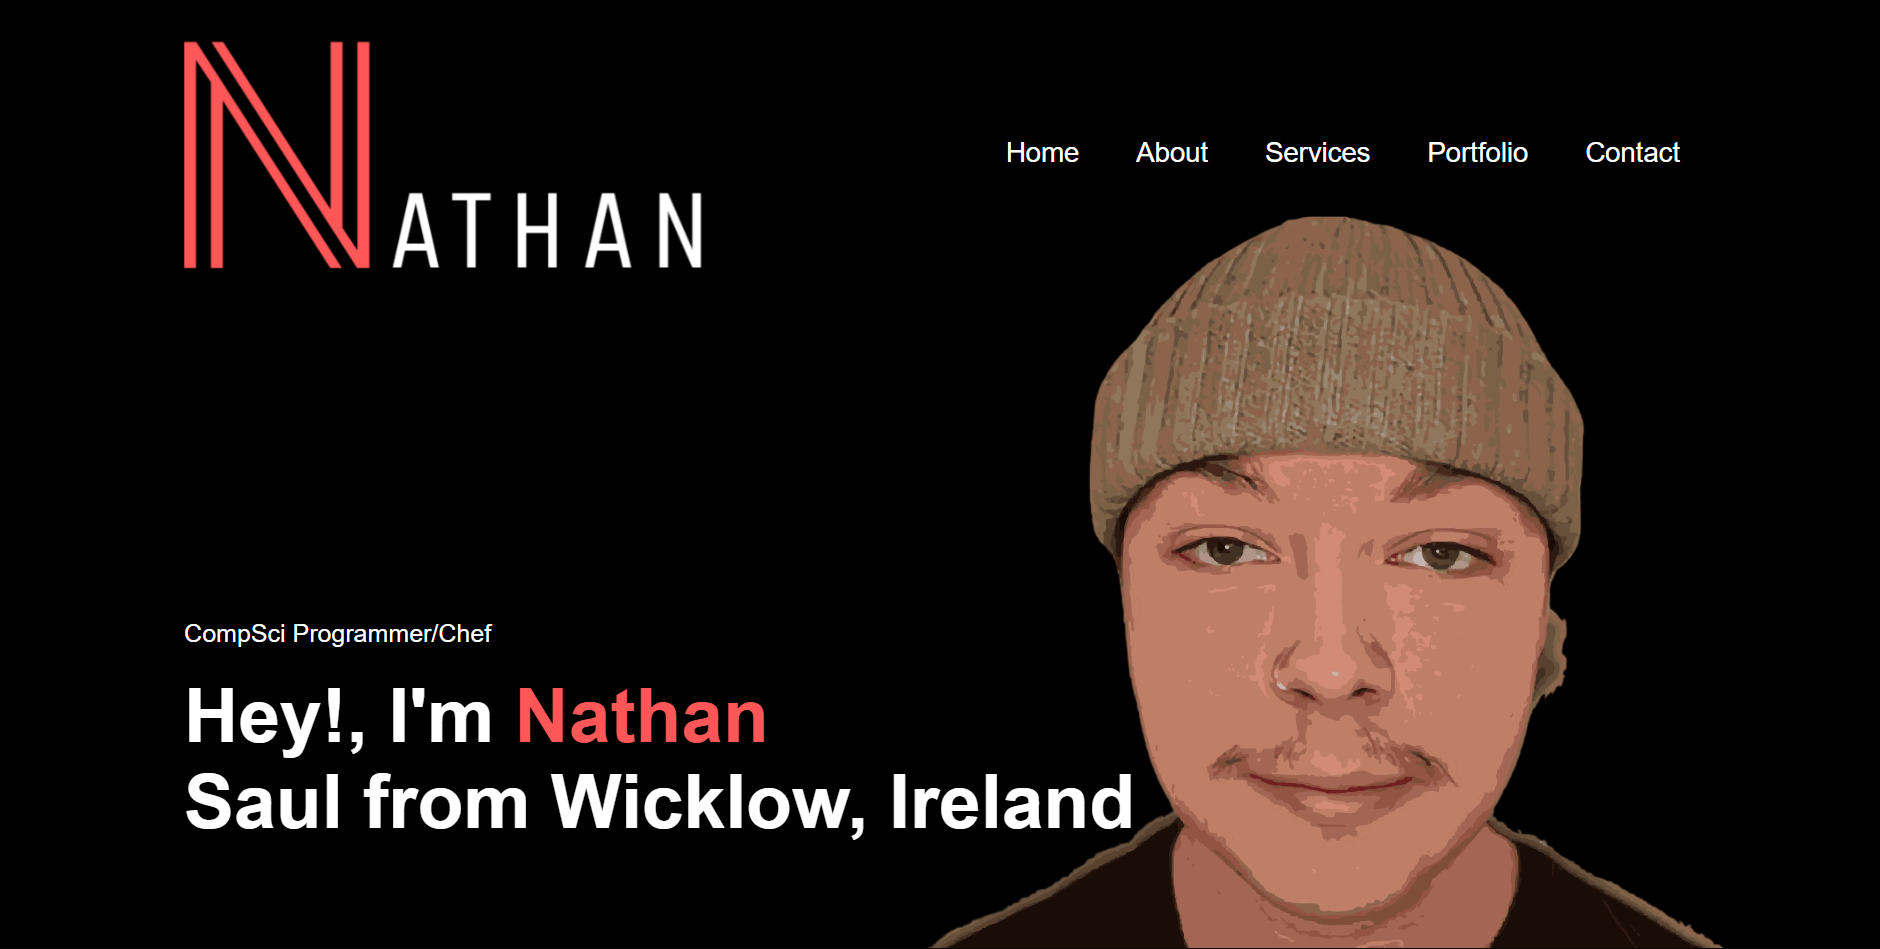 NATHAN
Home About Services Portfolio Contact
CompSci Programmer/Chef
Hey!, I'm Nathan
Saul from Wicklow, Ireland